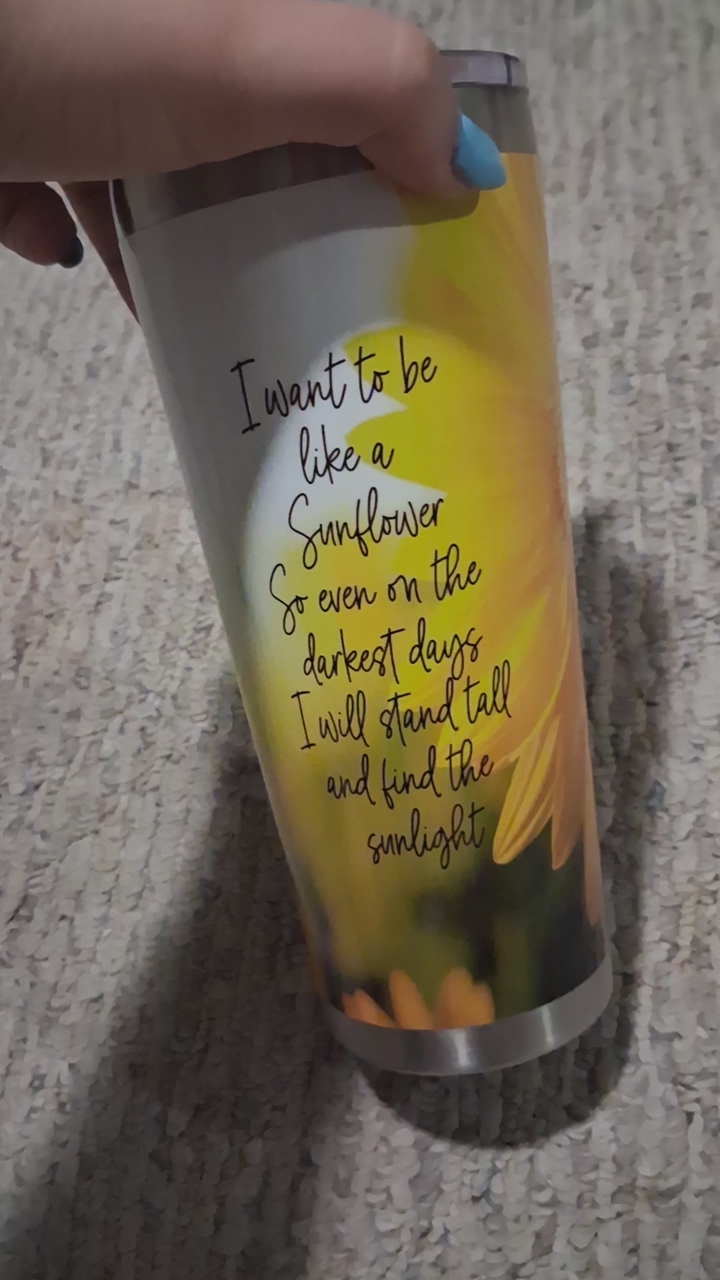 I want to be
like a
Sunflower
So even on the
darkest days
I will stand tall
and find the
sunlight